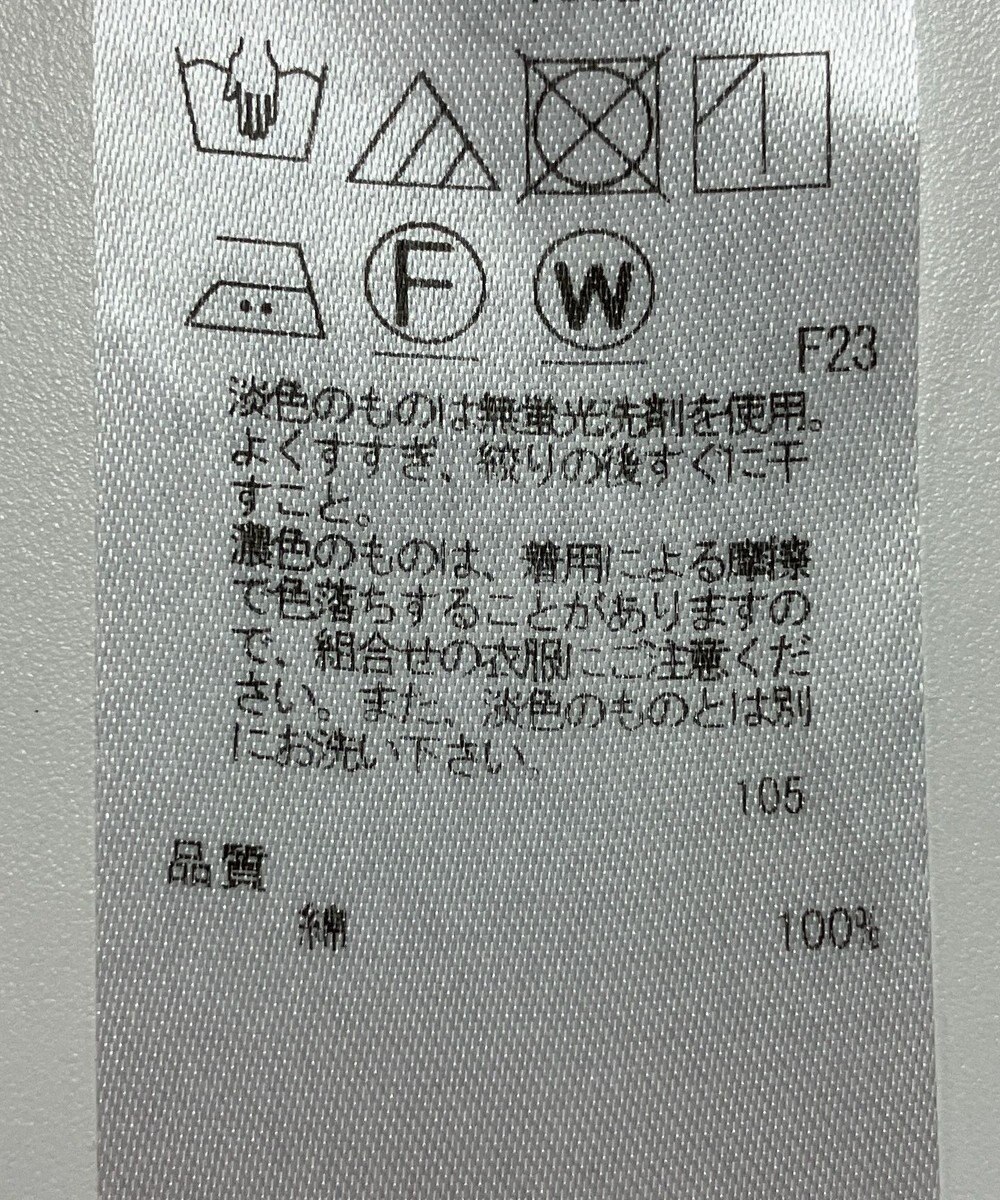 F
W
F23
淡色のものは無蛍光洗剤を使用。
よくすすぎ、絞りの後すぐに干
すこと。
濃色のものは、着用による摩擦
で色落ちすることがありますの
で、組合せの衣服にご注意くだ
さい。また、淡色のものとは別
にお洗い下さい。
105
品質
綿 100%